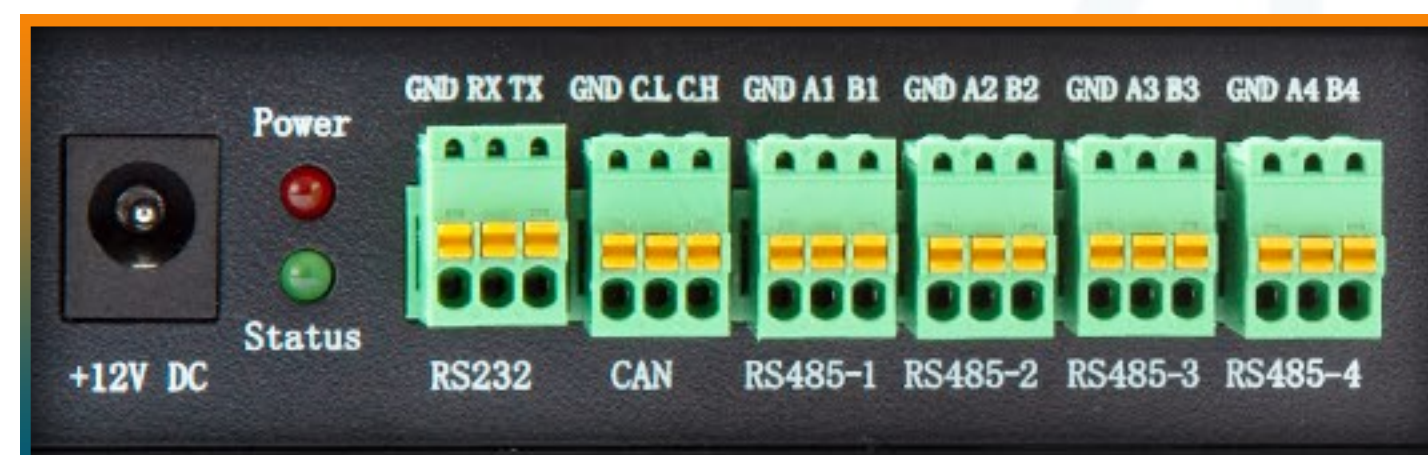 GND RX TX GND C.L C.H GND A1 B1 GND A2 B2 GND A3 B3 GND A4 B4
Power
Status
+12V DC RS232 CAN RS485-1 RS485-2 RS485-3 RS485-4